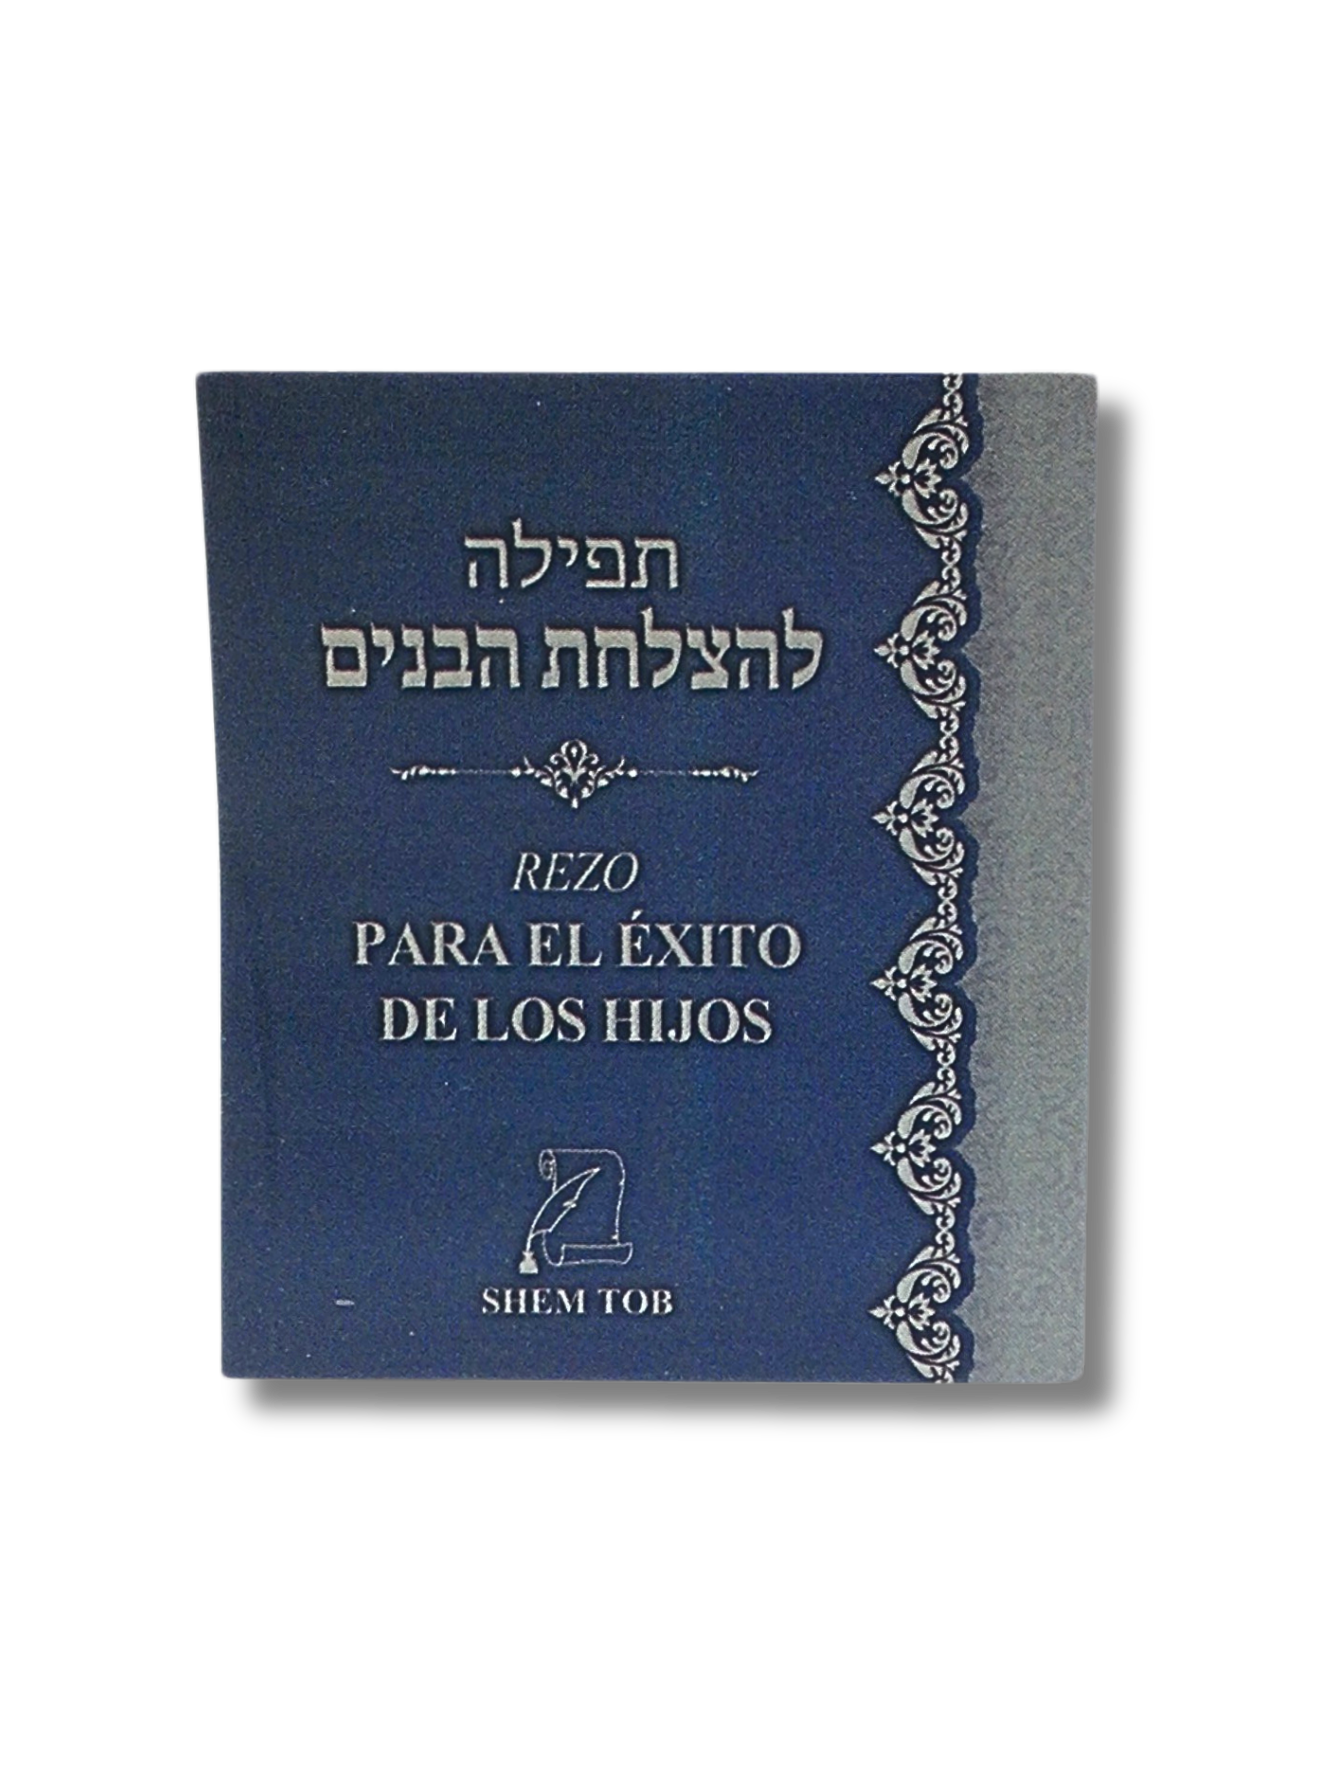 תפילה
להצלחת הבנים
REZO
PARA EL ÉXITO
DE LOS HIJOS
SHEM TOB